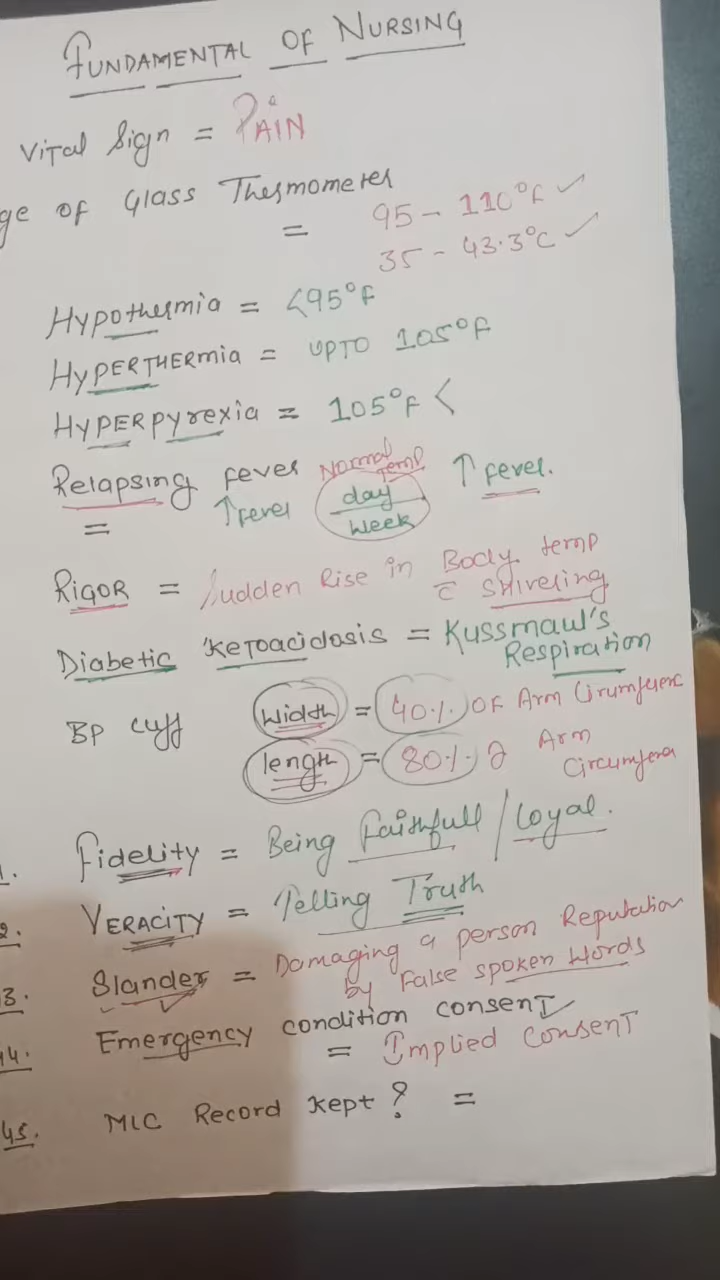 FUNDAMENTAL OF NURSING
Vital Sign = PAIN
ge of Glass Thermometer
= 95 - 110°F ✓
35 - 43.3°C ✓
Hypothermia = <95°F
HYPERTHERmia = UPTO 105°F
HYPERpyrexia = 105°F <
Relapsing fever Normal temp ↑ fever.
= ↑ fever day / week
RIGOR = Sudden Rise in Body temp
c̄ Shivering
Diabetic Ketoacidosis = Kussmaul's
Respiration
BP cuff Width = 40% OF Arm
length = 80% Arm
Fidelity = Being Faithfull / Loyal.
VERACITY = Telling Truth
Slander = Damaging a person Reputation
by False spoken Words
Emergency condition consent
= Implied Consent
45. MLC Record kept ? =